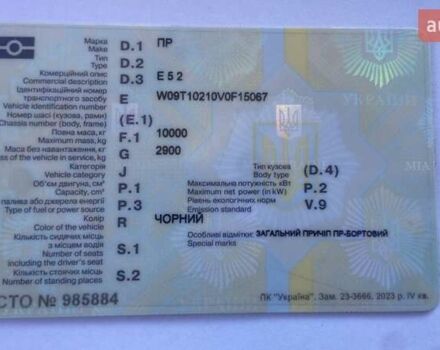 Марка D.1 ПР
Make
Тип D.2
Type
Комерційний опис D.3 E 5 2
Commercial description
Ідентифікаційний номер
транспортного засобу E W09T10210V0F15067
Vehicle identification number
Номер шасі (кузова, рами) (E.1)
Chassis number (body, frame)
Повна маса, кг F.1 10000
Maximum mass, kg
Маса без навантаження, кг G 2900
ss of the vehicle in service, kg
Категорія J Тип кузова (D.4)
Vehicle category Body type
Об'єм двигуна, см³ P.1 Максимальна потужність кВт P.2
Capacity, cm³ Maximum net power (in kW)
палива або джерела енергії P.3 Рівень екологічних норм V.9
Type of fuel or power source Emission standard
Колір R ЧОРНИЙ
Color of the vehicle Особливі відмітки: ЗАГАЛЬНИЙ ПРИЧІП ПР-БОРТОВИЙ
Кількість сидячих місць Special marks
з місцем водія S.1
Number of seats
including the driver's seat
Кількість стоячих місць S.2
Number of standing places
СТО № 985884
ПК "Україна". Зам. 23-3666. 2023 р. IV кв.